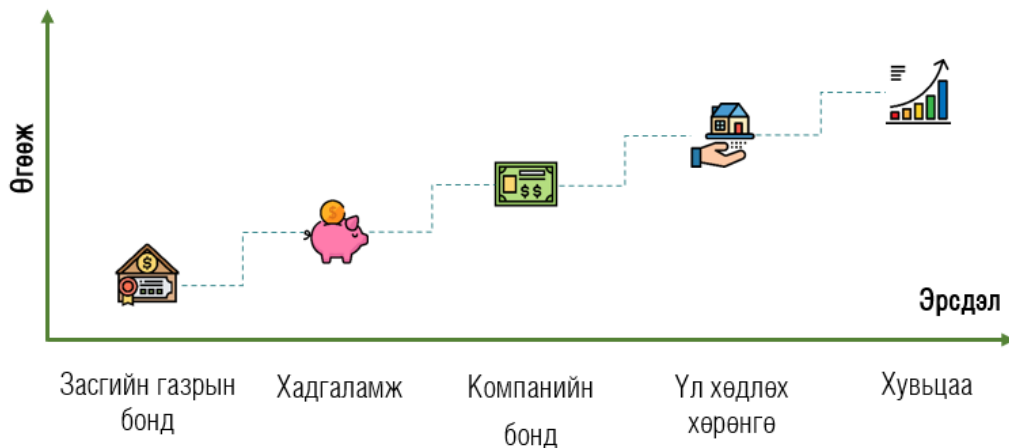 Өгөөж
Эрсдэл
Засгийн газрын
бонд
Хадгаламж
Компанийн
бонд
Үл хөдлөх
хөрөнгө
Хувьцаа